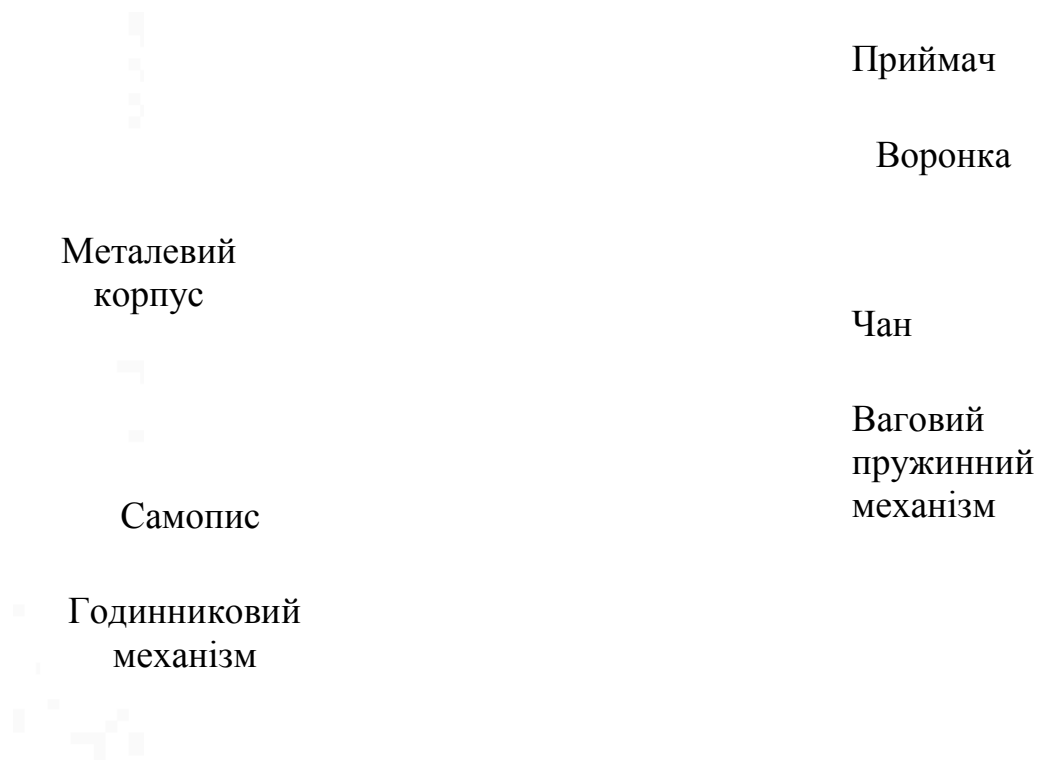 Приймач
Воронка
Металевий
корпус
Чан
Ваговий
пружинний
механізм
Самопис
Годинниковий
механізм